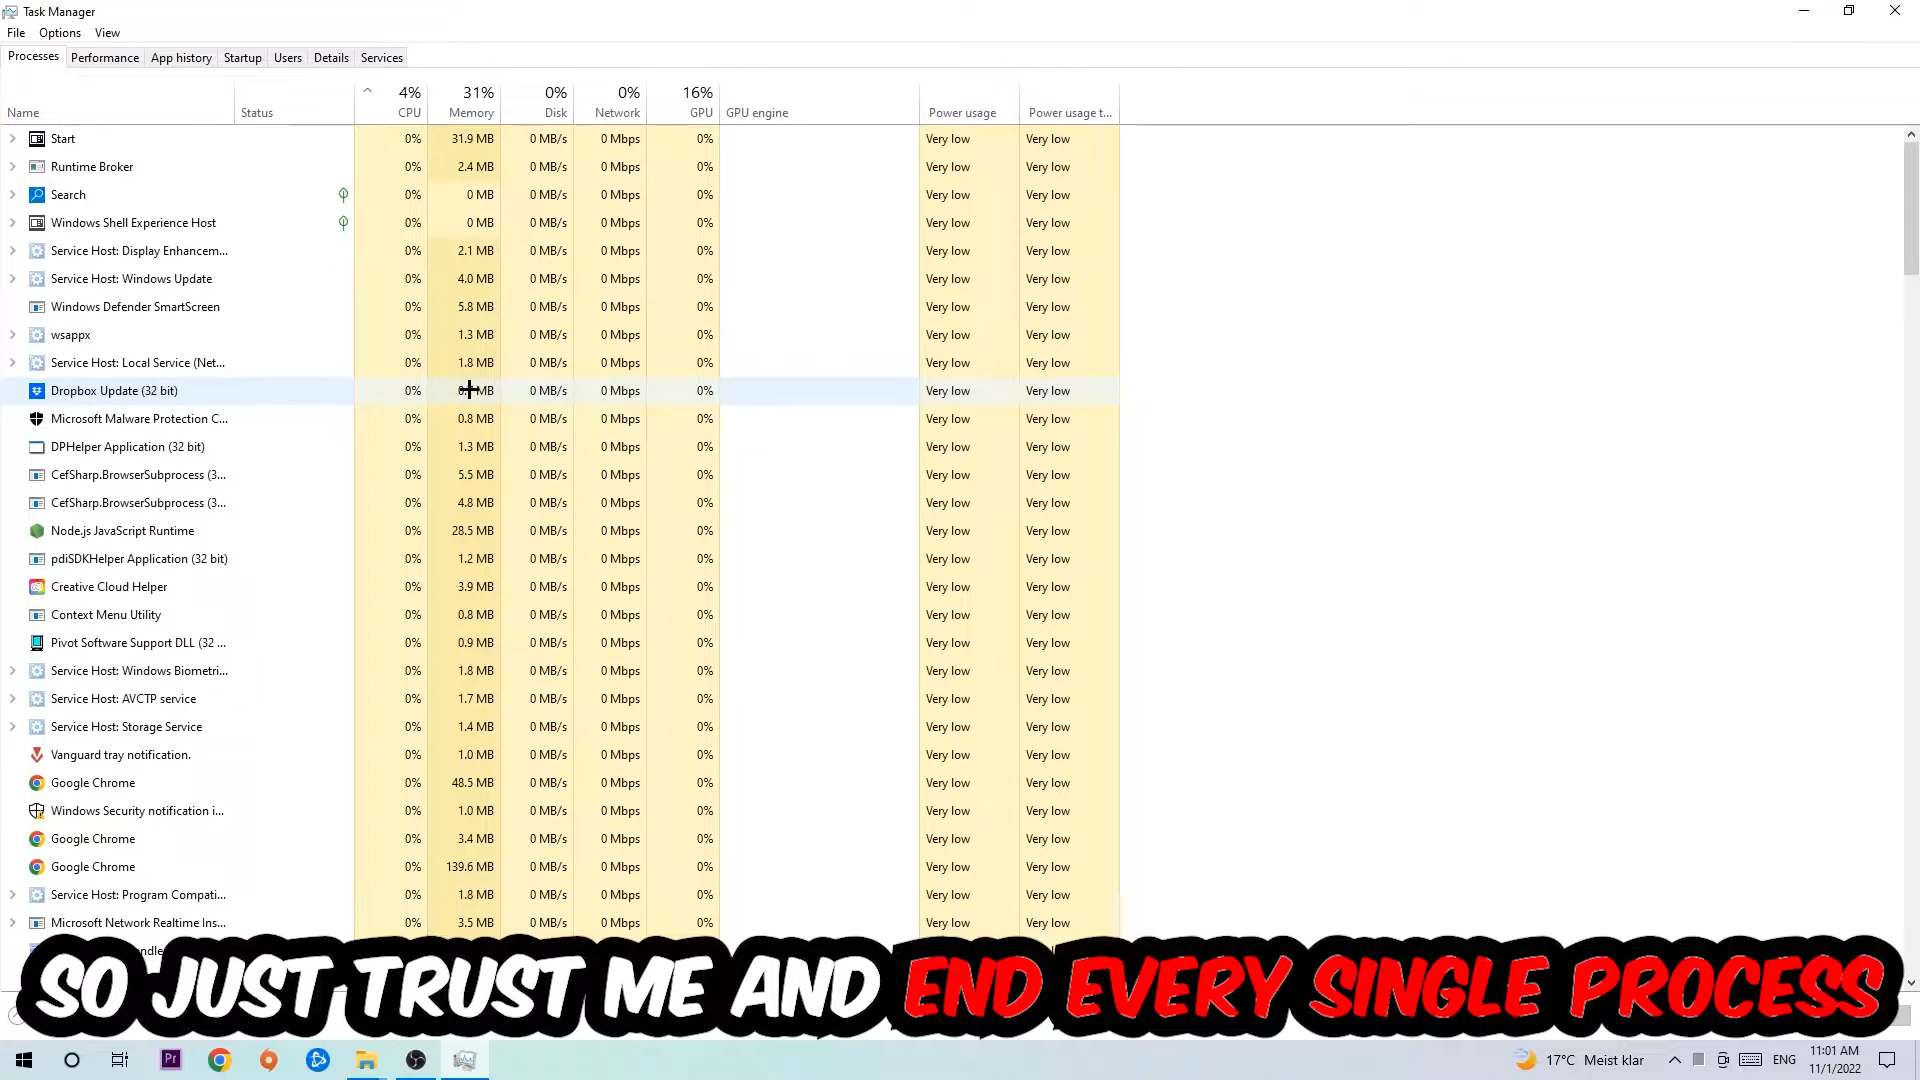 Task Manager
File Options View
Processes Performance App history Startup Users Details Services
4% 31% 0% 0% 16%
Name Status CPU Memory Disk Network GPU GPU engine Power usage Power usage t...
Start 0% 31.9 MB 0 MB/s 0 Mbps 0% Very low Very low
Runtime Broker 0% 2.4 MB 0 MB/s 0 Mbps 0% Very low Very low
Search 0% 0 MB 0 MB/s 0 Mbps 0% Very low Very low
Windows Shell Experience Host 0% 0 MB 0 MB/s 0 Mbps 0% Very low Very low
Service Host: Display Enhancem... 0% 2.1 MB 0 MB/s 0 Mbps 0% Very low Very low
Service Host: Windows Update 0% 4.0 MB 0 MB/s 0 Mbps 0% Very low Very low
Windows Defender SmartScreen 0% 5.8 MB 0 MB/s 0 Mbps 0% Very low Very low
wsappx 0% 1.3 MB 0 MB/s 0 Mbps 0% Very low Very low
Service Host: Local Service (Net... 0% 1.8 MB 0 MB/s 0 Mbps 0% Very low Very low
Dropbox Update (32 bit) 0% MB 0 MB/s 0 Mbps 0% Very low Very low
Microsoft Malware Protection C... 0% 0.8 MB 0 MB/s 0 Mbps 0% Very low Very low
DPHelper Application (32 bit) 0% 1.3 MB 0 MB/s 0 Mbps 0% Very low Very low
CefSharp.BrowserSubprocess (3... 0% 5.5 MB 0 MB/s 0 Mbps 0% Very low Very low
CefSharp.BrowserSubprocess (3... 0% 4.8 MB 0 MB/s 0 Mbps 0% Very low Very low
Node.js JavaScript Runtime 0% 28.5 MB 0 MB/s 0 Mbps 0% Very low Very low
pdiSDKHelper Application (32 bit) 0% 1.2 MB 0 MB/s 0 Mbps 0% Very low Very low
Creative Cloud Helper 0% 3.9 MB 0 MB/s 0 Mbps 0% Very low Very low
Context Menu Utility 0% 0.8 MB 0 MB/s 0 Mbps 0% Very low Very low
Pivot Software Support DLL (32 ... 0% 0.9 MB 0 MB/s 0 Mbps 0% Very low Very low
Service Host: Windows Biometri... 0% 1.8 MB 0 MB/s 0 Mbps 0% Very low Very low
Service Host: AVCTP service 0% 1.7 MB 0 MB/s 0 Mbps 0% Very low Very low
Service Host: Storage Service 0% 1.4 MB 0 MB/s 0 Mbps 0% Very low Very low
Vanguard tray notification. 0% 1.0 MB 0 MB/s 0 Mbps 0% Very low Very low
Google Chrome 0% 48.5 MB 0 MB/s 0 Mbps 0% Very low Very low
Windows Security notification i... 0% 1.0 MB 0 MB/s 0 Mbps 0% Very low Very low
Google Chrome 0% 3.4 MB 0 MB/s 0 Mbps 0% Very low Very low
Google Chrome 0% 139.6 MB 0 MB/s 0 Mbps 0% Very low Very low
Service Host: Program Compati... 0% 1.8 MB 0 MB/s 0 Mbps 0% Very low Very low
Microsoft Network Realtime Ins... 0% 3.5 MB 0 MB/s 0 Mbps 0% Very low Very low
SO JUST TRUST ME AND END EVERY SINGLE PROCESS
Pr 17°C Meist klar ENG 11:01 AM
11/1/2022